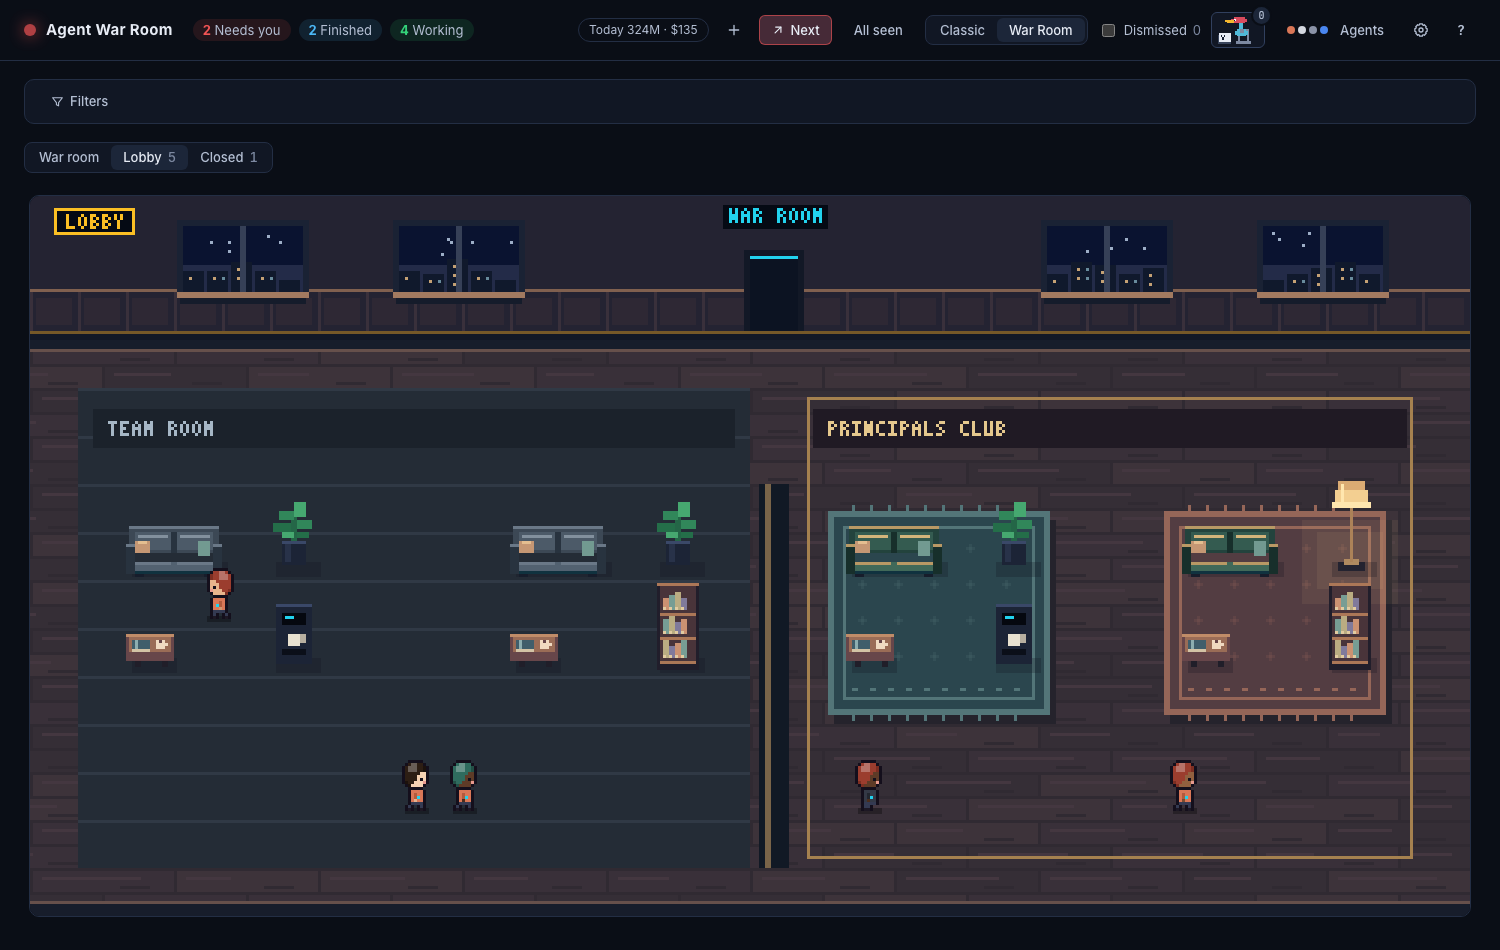 Agent War Room
2 Needs you
2 Finished
4 Working
Today 324M · $135
+
Next
All seen
Classic
War Room
Dismissed 0
0
Agents
?
Filters
War room
Lobby 5
Closed 1
LOBBY
WAR ROOM
TEAM ROOM
PRINCIPALS CLUB